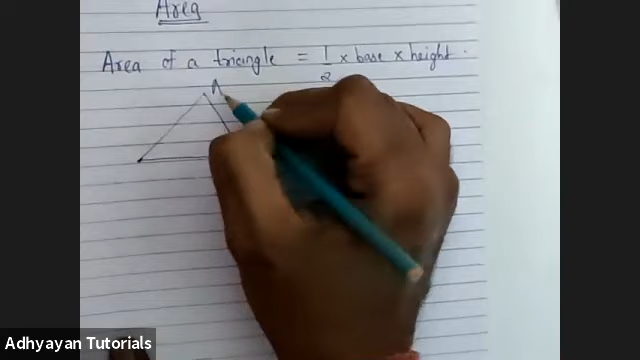 Area
Area of a triangle = 1/2 x base x height.
A
Adhyayan Tutorials